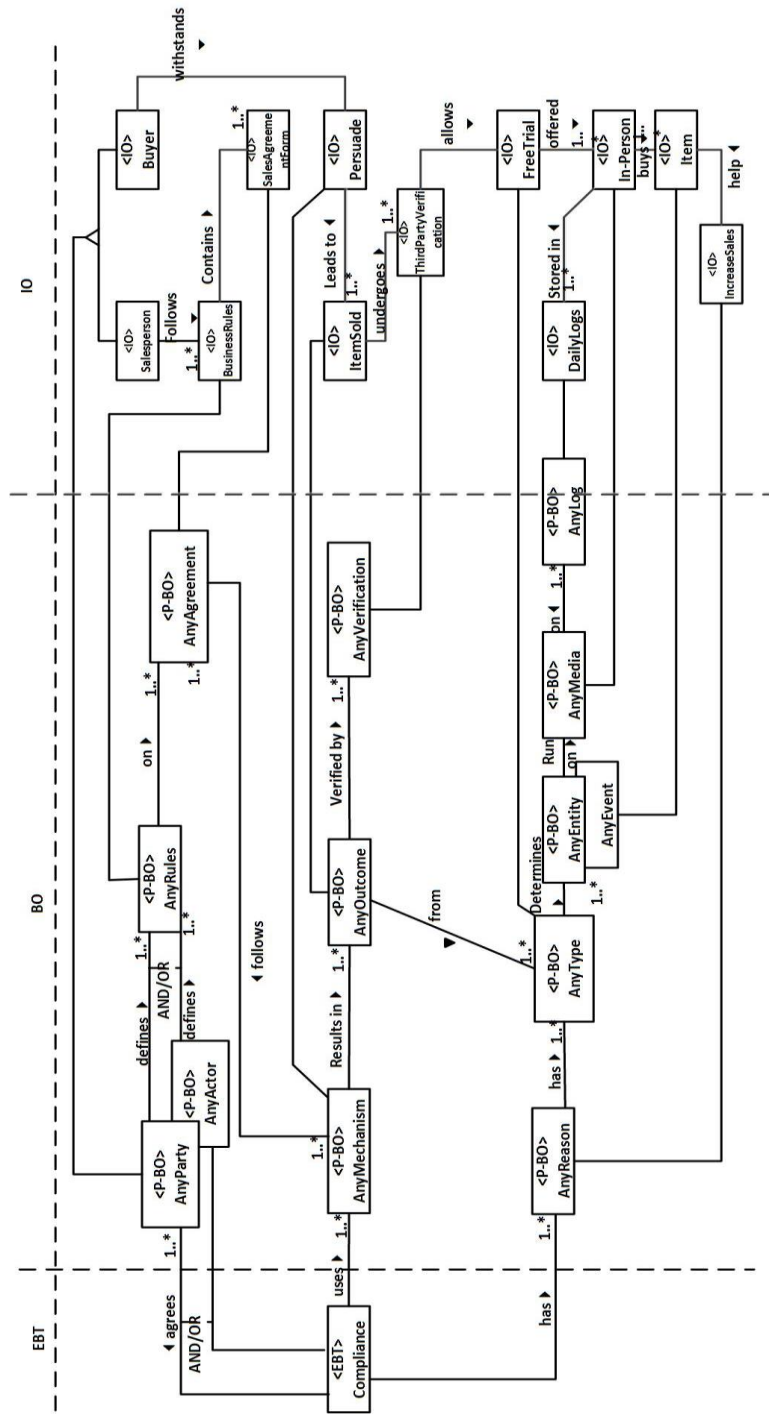 EBT
BO
IO
<P-BO>
AnyParty
<P-BO>
AnyActor
1..*
agrees
AND/OR
defines
AND/OR
defines
1..*
1..*
<P-BO>
AnyRules
on
1..*
1..*
<P-BO>
AnyAgreement
<IO>
Salesperson
Follows
1..*
<IO>
BusinessRules
Contains
<IO>
Buyer
withstands
1..*
<IO>
SalesAgreeme
ntForm
follows
<EBT>
Compliance
uses
1..*
1..*
<P-BO>
AnyMechanism
Results in
1..*
<P-BO>
AnyOutcome
Verified by
1..*
<P-BO>
AnyVerification
<IO>
ItemSold
Leads to
1..*
<IO>
Persuade
undergoes
1..*
<IO>
ThirdPartyVerifi
cation
from
allows
has
1..*
<P-BO>
AnyReason
has
1..*
1..*
<P-BO>
AnyType
Determines
1..*
<P-BO>
AnyEntity
AnyEvent
Run
on
<P-BO>
AnyMedia
on
1..*
<P-BO>
AnyLog
<IO>
DailyLogs
Stored in
1..*
<IO>
FreeTrial
offered
1..*
<IO>
In-Person
buys
1..*
<IO>
Item
<IO>
IncreaseSales
help